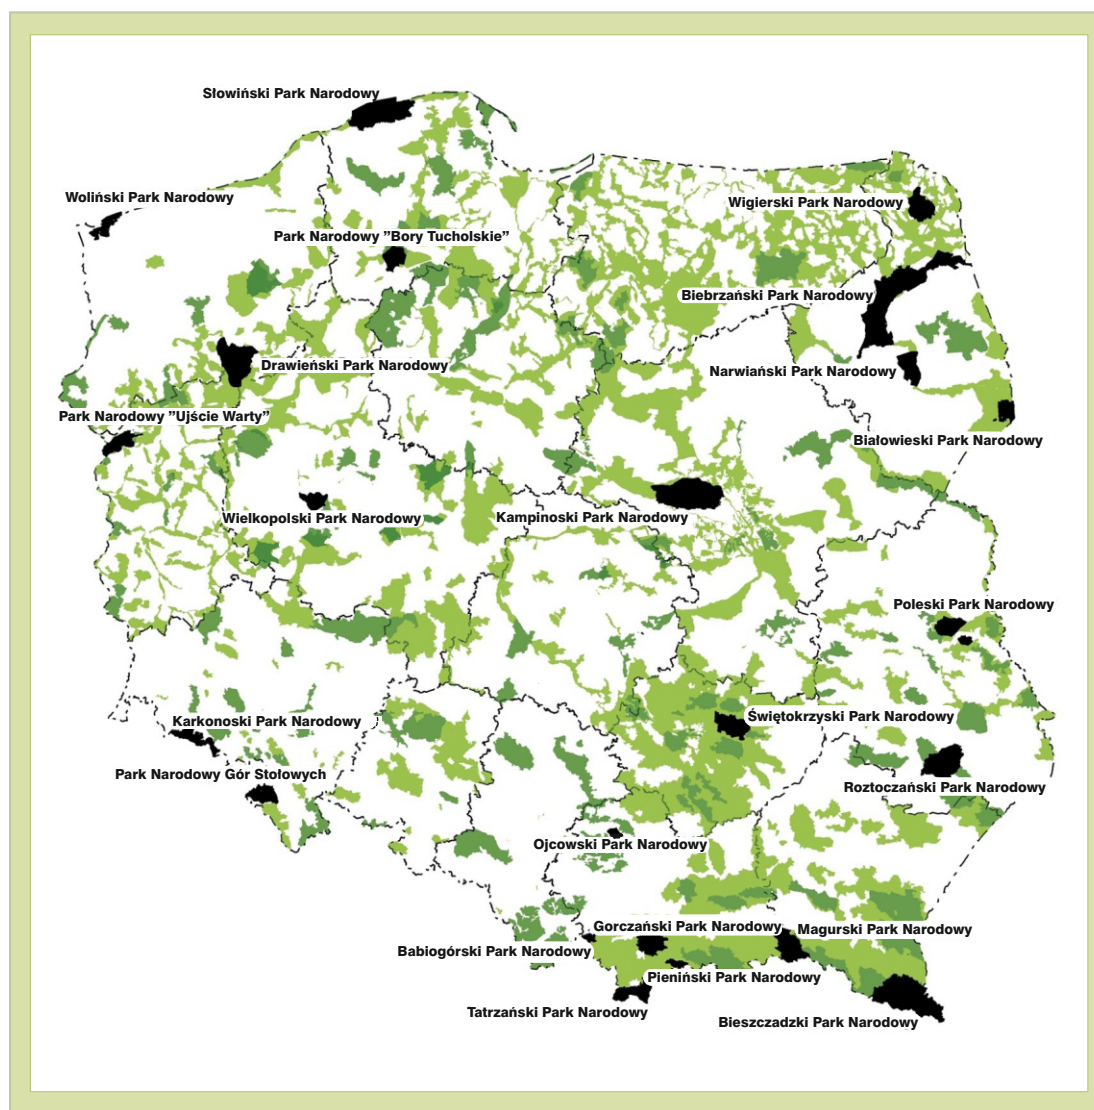 Słowiński Park Narodowy
Woliński Park Narodowy
Wigierski Park Narodowy
Park Narodowy ”Bory Tucholskie”
Biebrzański Park Narodowy
Drawieński Park Narodowy
Narwiański Park Narodowy
Park Narodowy ”Ujście Warty”
Białowieski Park Narodowy
Wielkopolski Park Narodowy
Kampinoski Park Narodowy
Poleski Park Narodowy
Karkonoski Park Narodowy
Świętokrzyski Park Narodowy
Park Narodowy Gór Stolowych
Roztoczański Park Narodowy
Ojcowski Park Narodowy
Gorczański Park Narodowy
Magurski Park Narodowy
Babiogórski Park Narodowy
Pieniński Park Narodowy
Tatrzański Park Narodowy
Bieszczadzki Park Narodowy